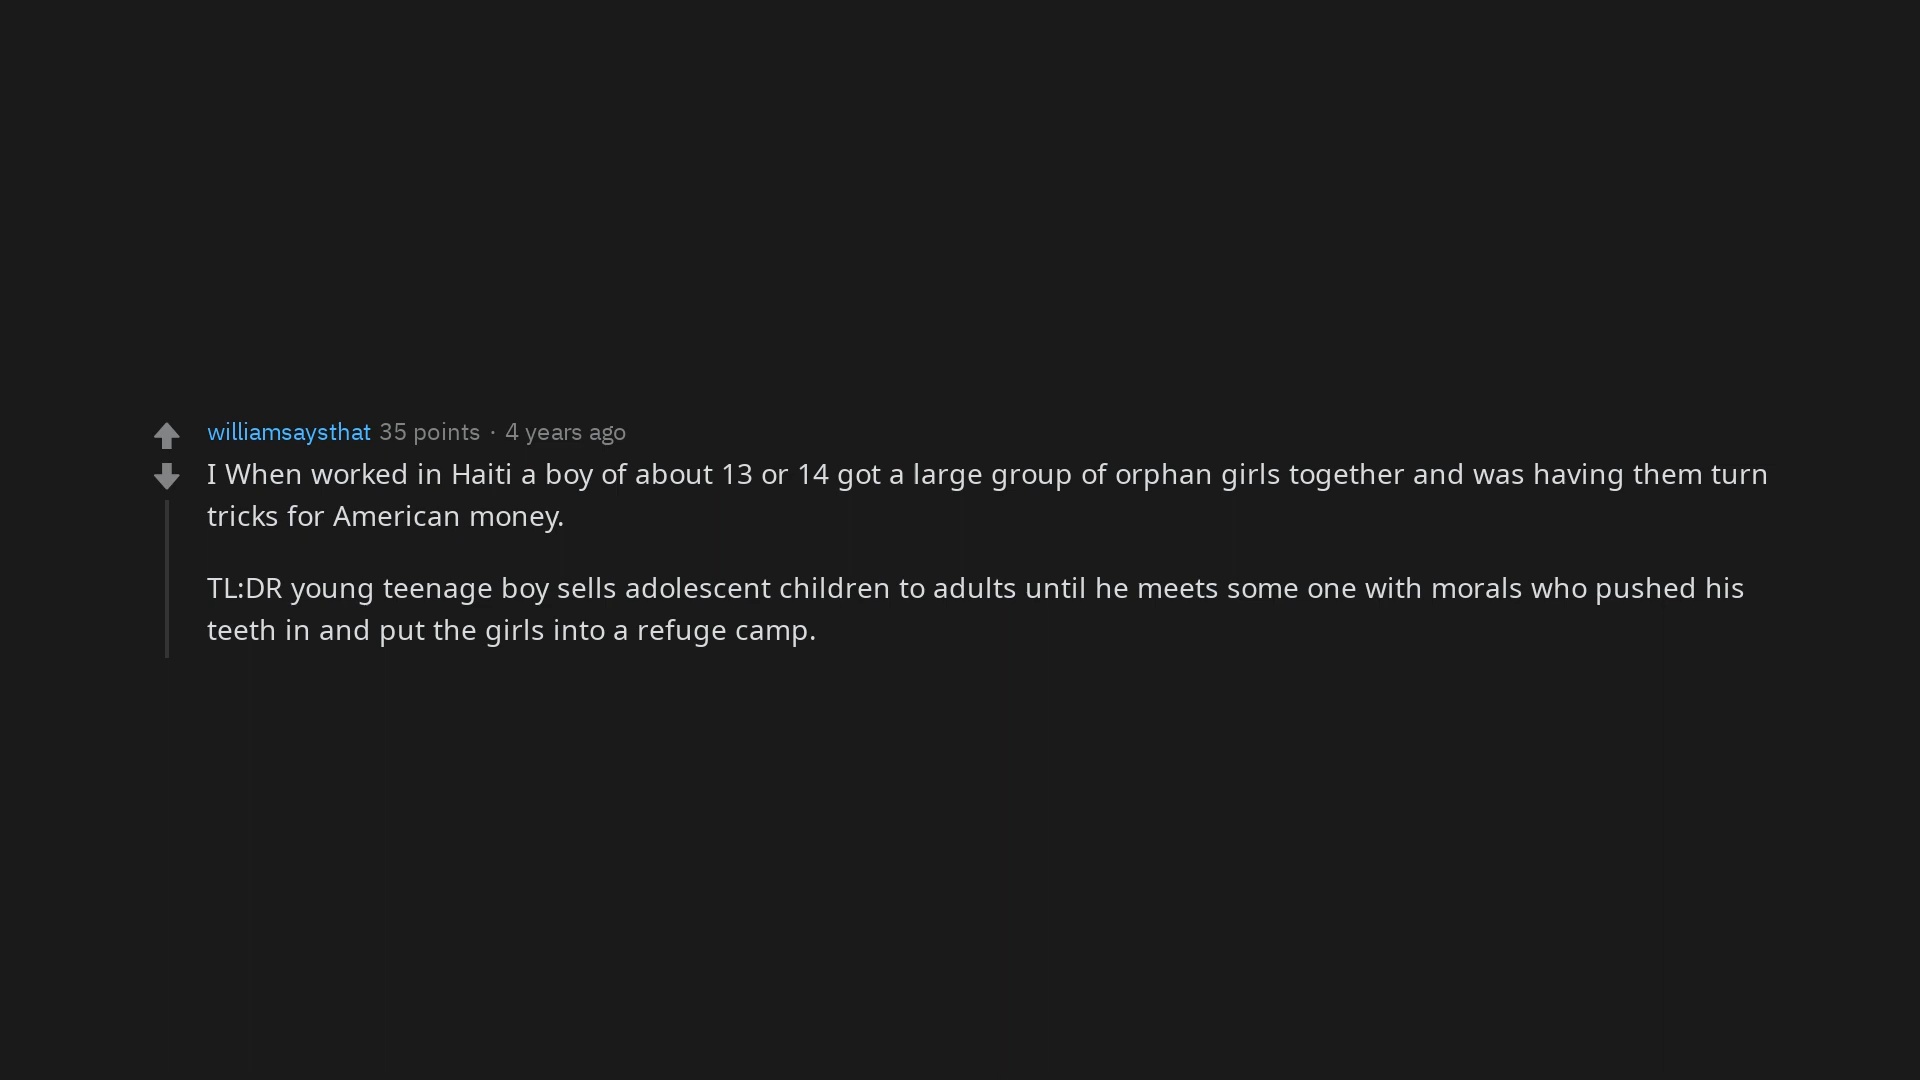 williamsaysthat 35 points · 4 years ago
I When worked in Haiti a boy of about 13 or 14 got a large group of orphan girls together and was having them turn
tricks for American money.
TL:DR young teenage boy sells adolescent children to adults until he meets some one with morals who pushed his
teeth in and put the girls into a refuge camp.